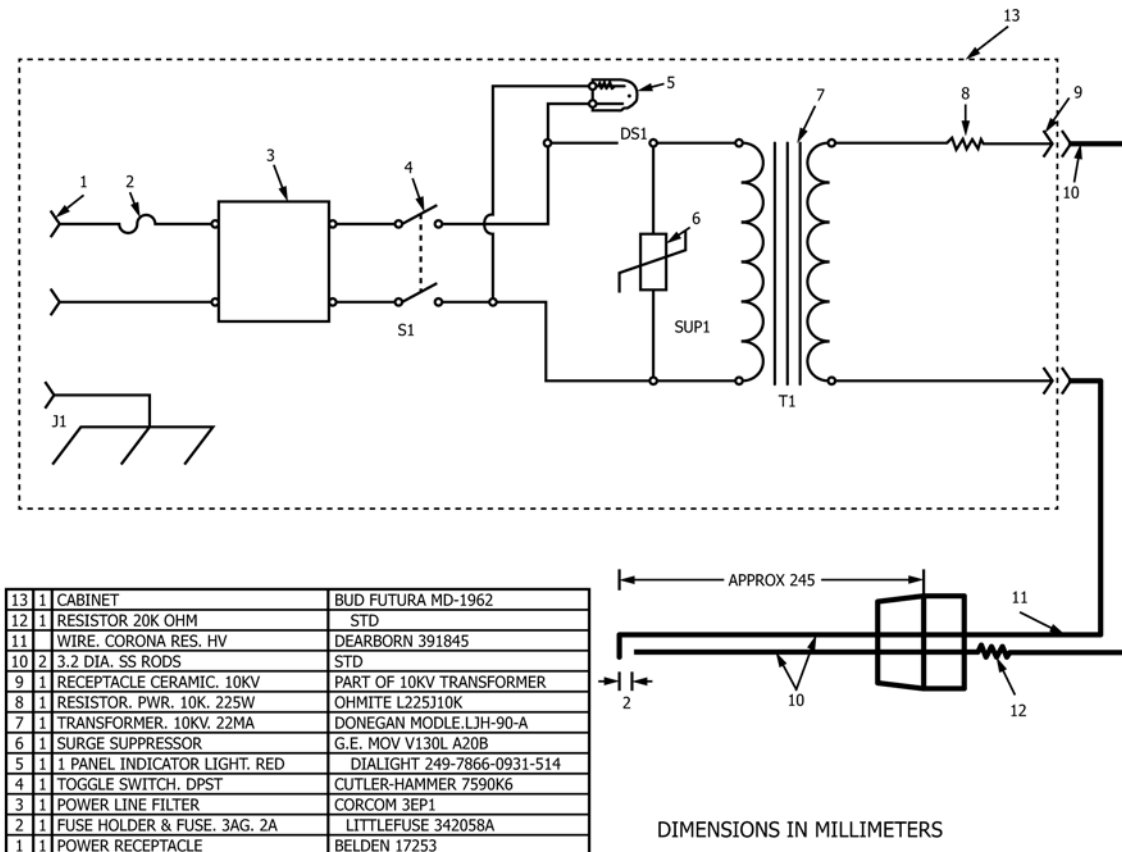 13
5
DS1
7
8
9
10
3
1
2
4
6
S1
SUP1
T1
J1
APPROX 245
11
2
10
12
13 1 CABINET BUD FUTURA MD-1962
12 1 RESISTOR 20K OHM STD
11 WIRE. CORONA RES. HV DEARBORN 391845
10 2 3.2 DIA. SS RODS STD
9 1 RECEPTACLE CERAMIC. 10KV PART OF 10KV TRANSFORMER
8 1 RESISTOR. PWR. 10K. 225W OHMITE L225J10K
7 1 TRANSFORMER. 10KV. 22MA DONEGAN MODLE.LJH-90-A
6 1 SURGE SUPPRESSOR G.E. MOV V130L A20B
5 1 1 PANEL INDICATOR LIGHT. RED DIALIGHT 249-7866-0931-514
4 1 TOGGLE SWITCH. DPST CUTLER-HAMMER 7590K6
3 1 POWER LINE FILTER CORCOM 3EP1
2 1 FUSE HOLDER & FUSE. 3AG. 2A LITTLEFUSE 342058A
1 1 POWER RECEPTACLE BELDEN 17253
DIMENSIONS IN MILLIMETERS